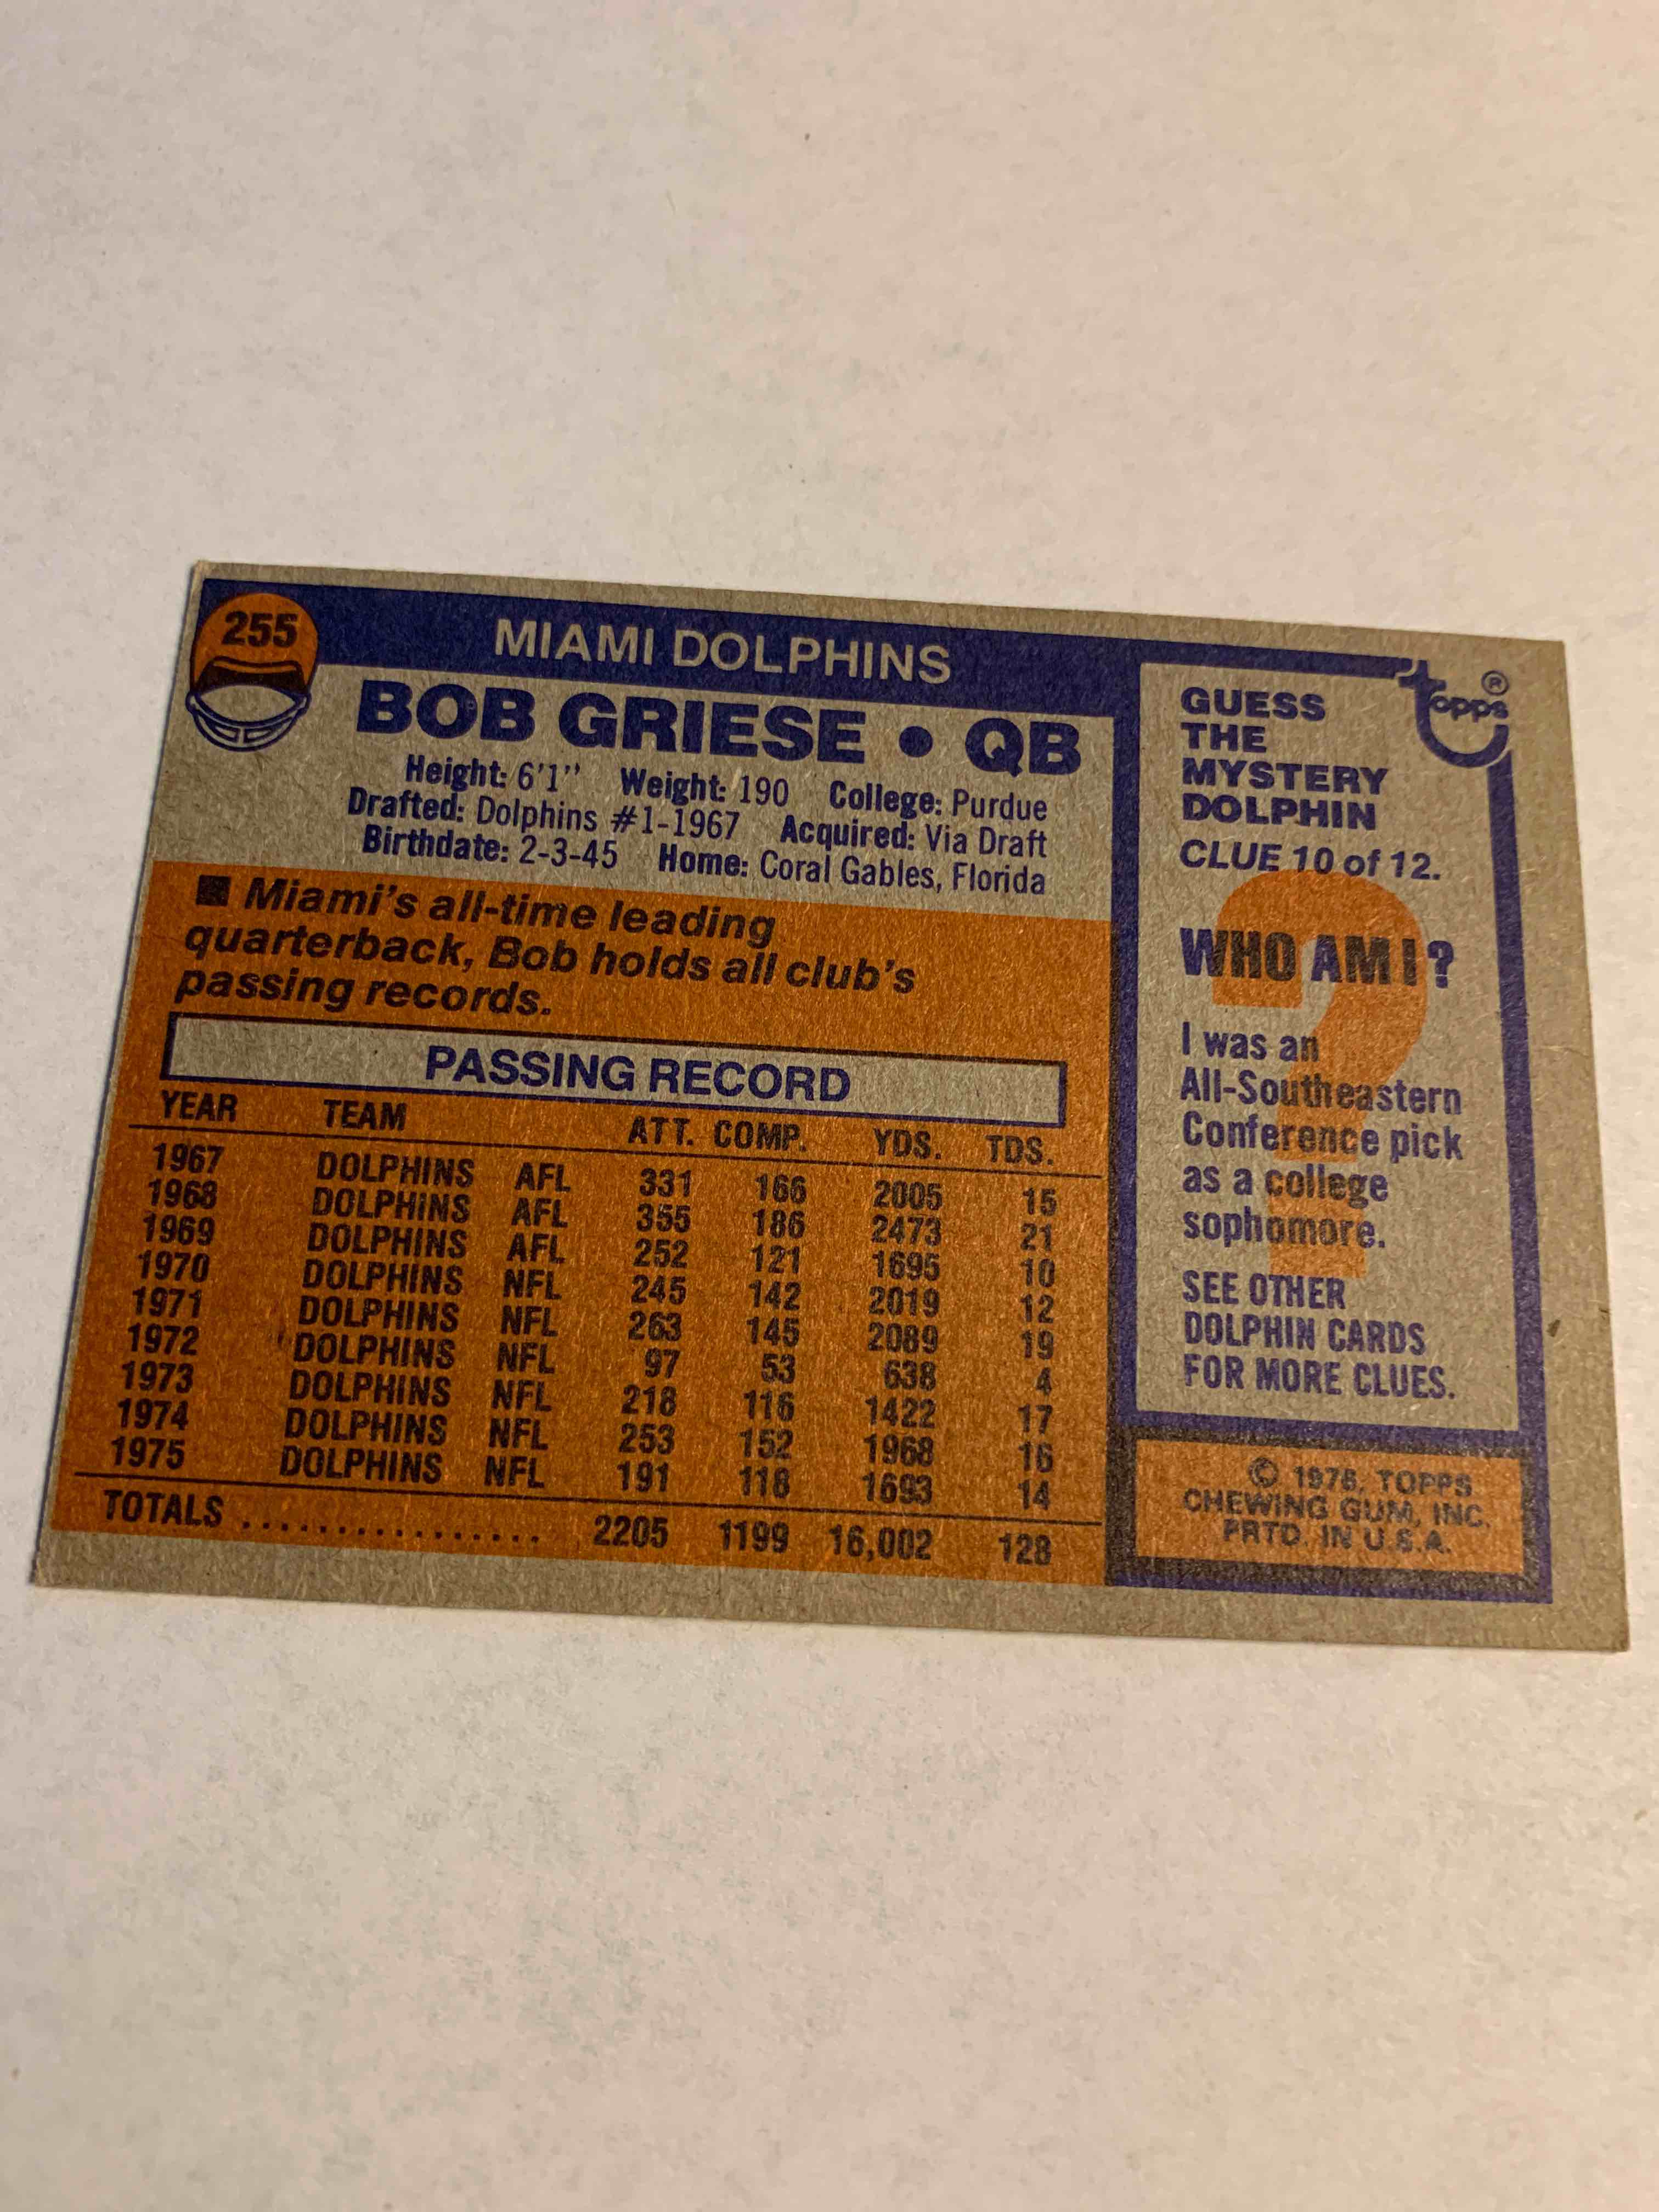 255
MIAMI DOLPHINS
BOB GRIESE • QB
Height: 6'1" Weight: 190 College: Purdue
Drafted: Dolphins #1-1967 Acquired: Via Draft
Birthdate: 2-3-45 Home: Coral Gables, Florida
■ Miami's all-time leading
quarterback, Bob holds all club's
passing records.
PASSING RECORD
YEAR TEAM ATT. COMP. YDS. TDS.
1967 DOLPHINS AFL 331 166 2005 15
1968 DOLPHINS AFL 355 186 2473 21
1969 DOLPHINS AFL 252 121 1695 10
1970 DOLPHINS NFL 245 142 2019 12
1971 DOLPHINS NFL 263 145 2089 19
1972 DOLPHINS NFL 97 53 638 4
1973 DOLPHINS NFL 218 116 1422 17
1974 DOLPHINS NFL 253 152 1968 16
1975 DOLPHINS NFL 191 118 1693 14
TOTALS ................ 2205 1199 16,002 128
topps ®
GUESS
THE
MYSTERY
DOLPHIN
CLUE 10 of 12.
?
WHO AM I?
I was an
All-Southeastern
Conference pick
as a college
sophomore.
SEE OTHER
DOLPHIN CARDS
FOR MORE CLUES.
© 1976, TOPPS
CHEWING GUM, INC.
PRTD. IN U.S.A.